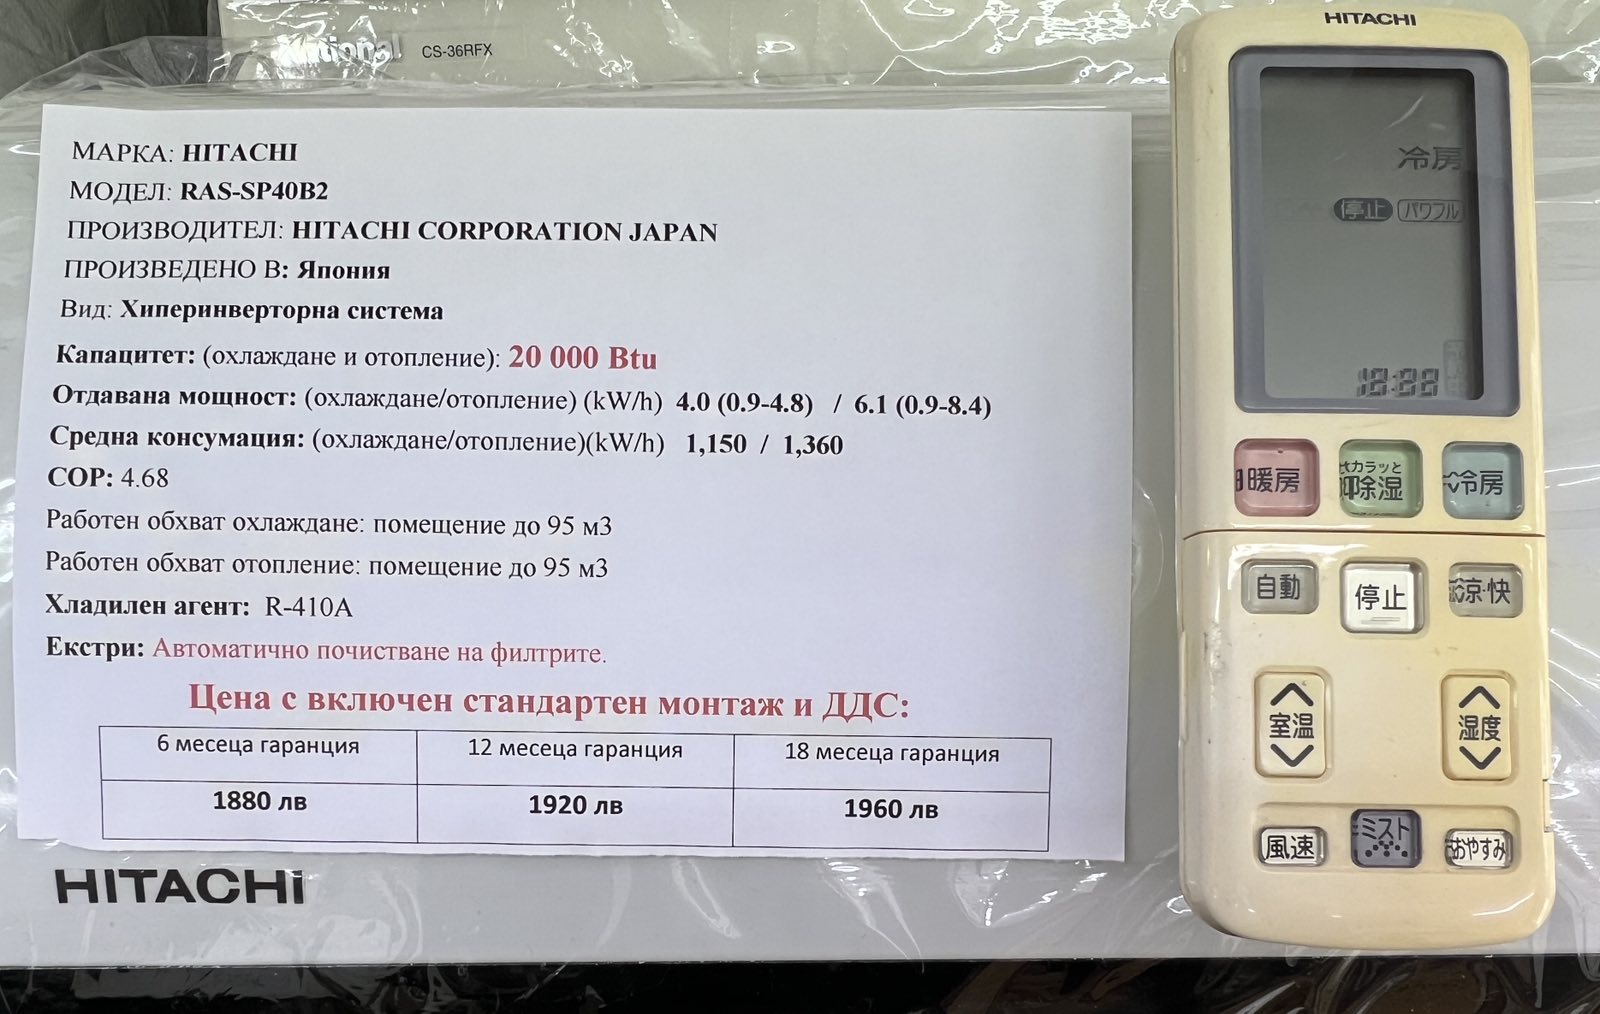 CS-36RFX
МАРКА: HITACHI
МОДЕЛ: RAS-SP40B2
ПРОИЗВОДИТЕЛ: HITACHI CORPORATION JAPAN
ПРОИЗВЕДЕНО В: Япония
Вид: Хиперинверторна система
Капацитет: (охлаждане и отопление): 20 000 Btu
Отдавана мощност: (охлаждане/отопление) (kW/h) 4.0 (0.9-4.8) / 6.1 (0.9-8.4)
Средна консумация: (охлаждане/отопление)(kW/h) 1,150 / 1,360
COP: 4.68
Работен обхват охлаждане: помещение до 95 м3
Работен обхват отопление: помещение до 95 м3
Хладилен агент: R-410A
Екстри: Автоматично почистване на филтрите.
Цена с включен стандартен монтаж и ДДС:
6 месеца гаранция 12 месеца гаранция 18 месеца гаранция
1880 лв 1920 лв 1960 лв
HITACHI
HITACHI
冷房
停止 パワフル
カラッと
暖房 除湿 冷房
自動 停止 涼快
室温 湿度
風速 ミスト おやすみ